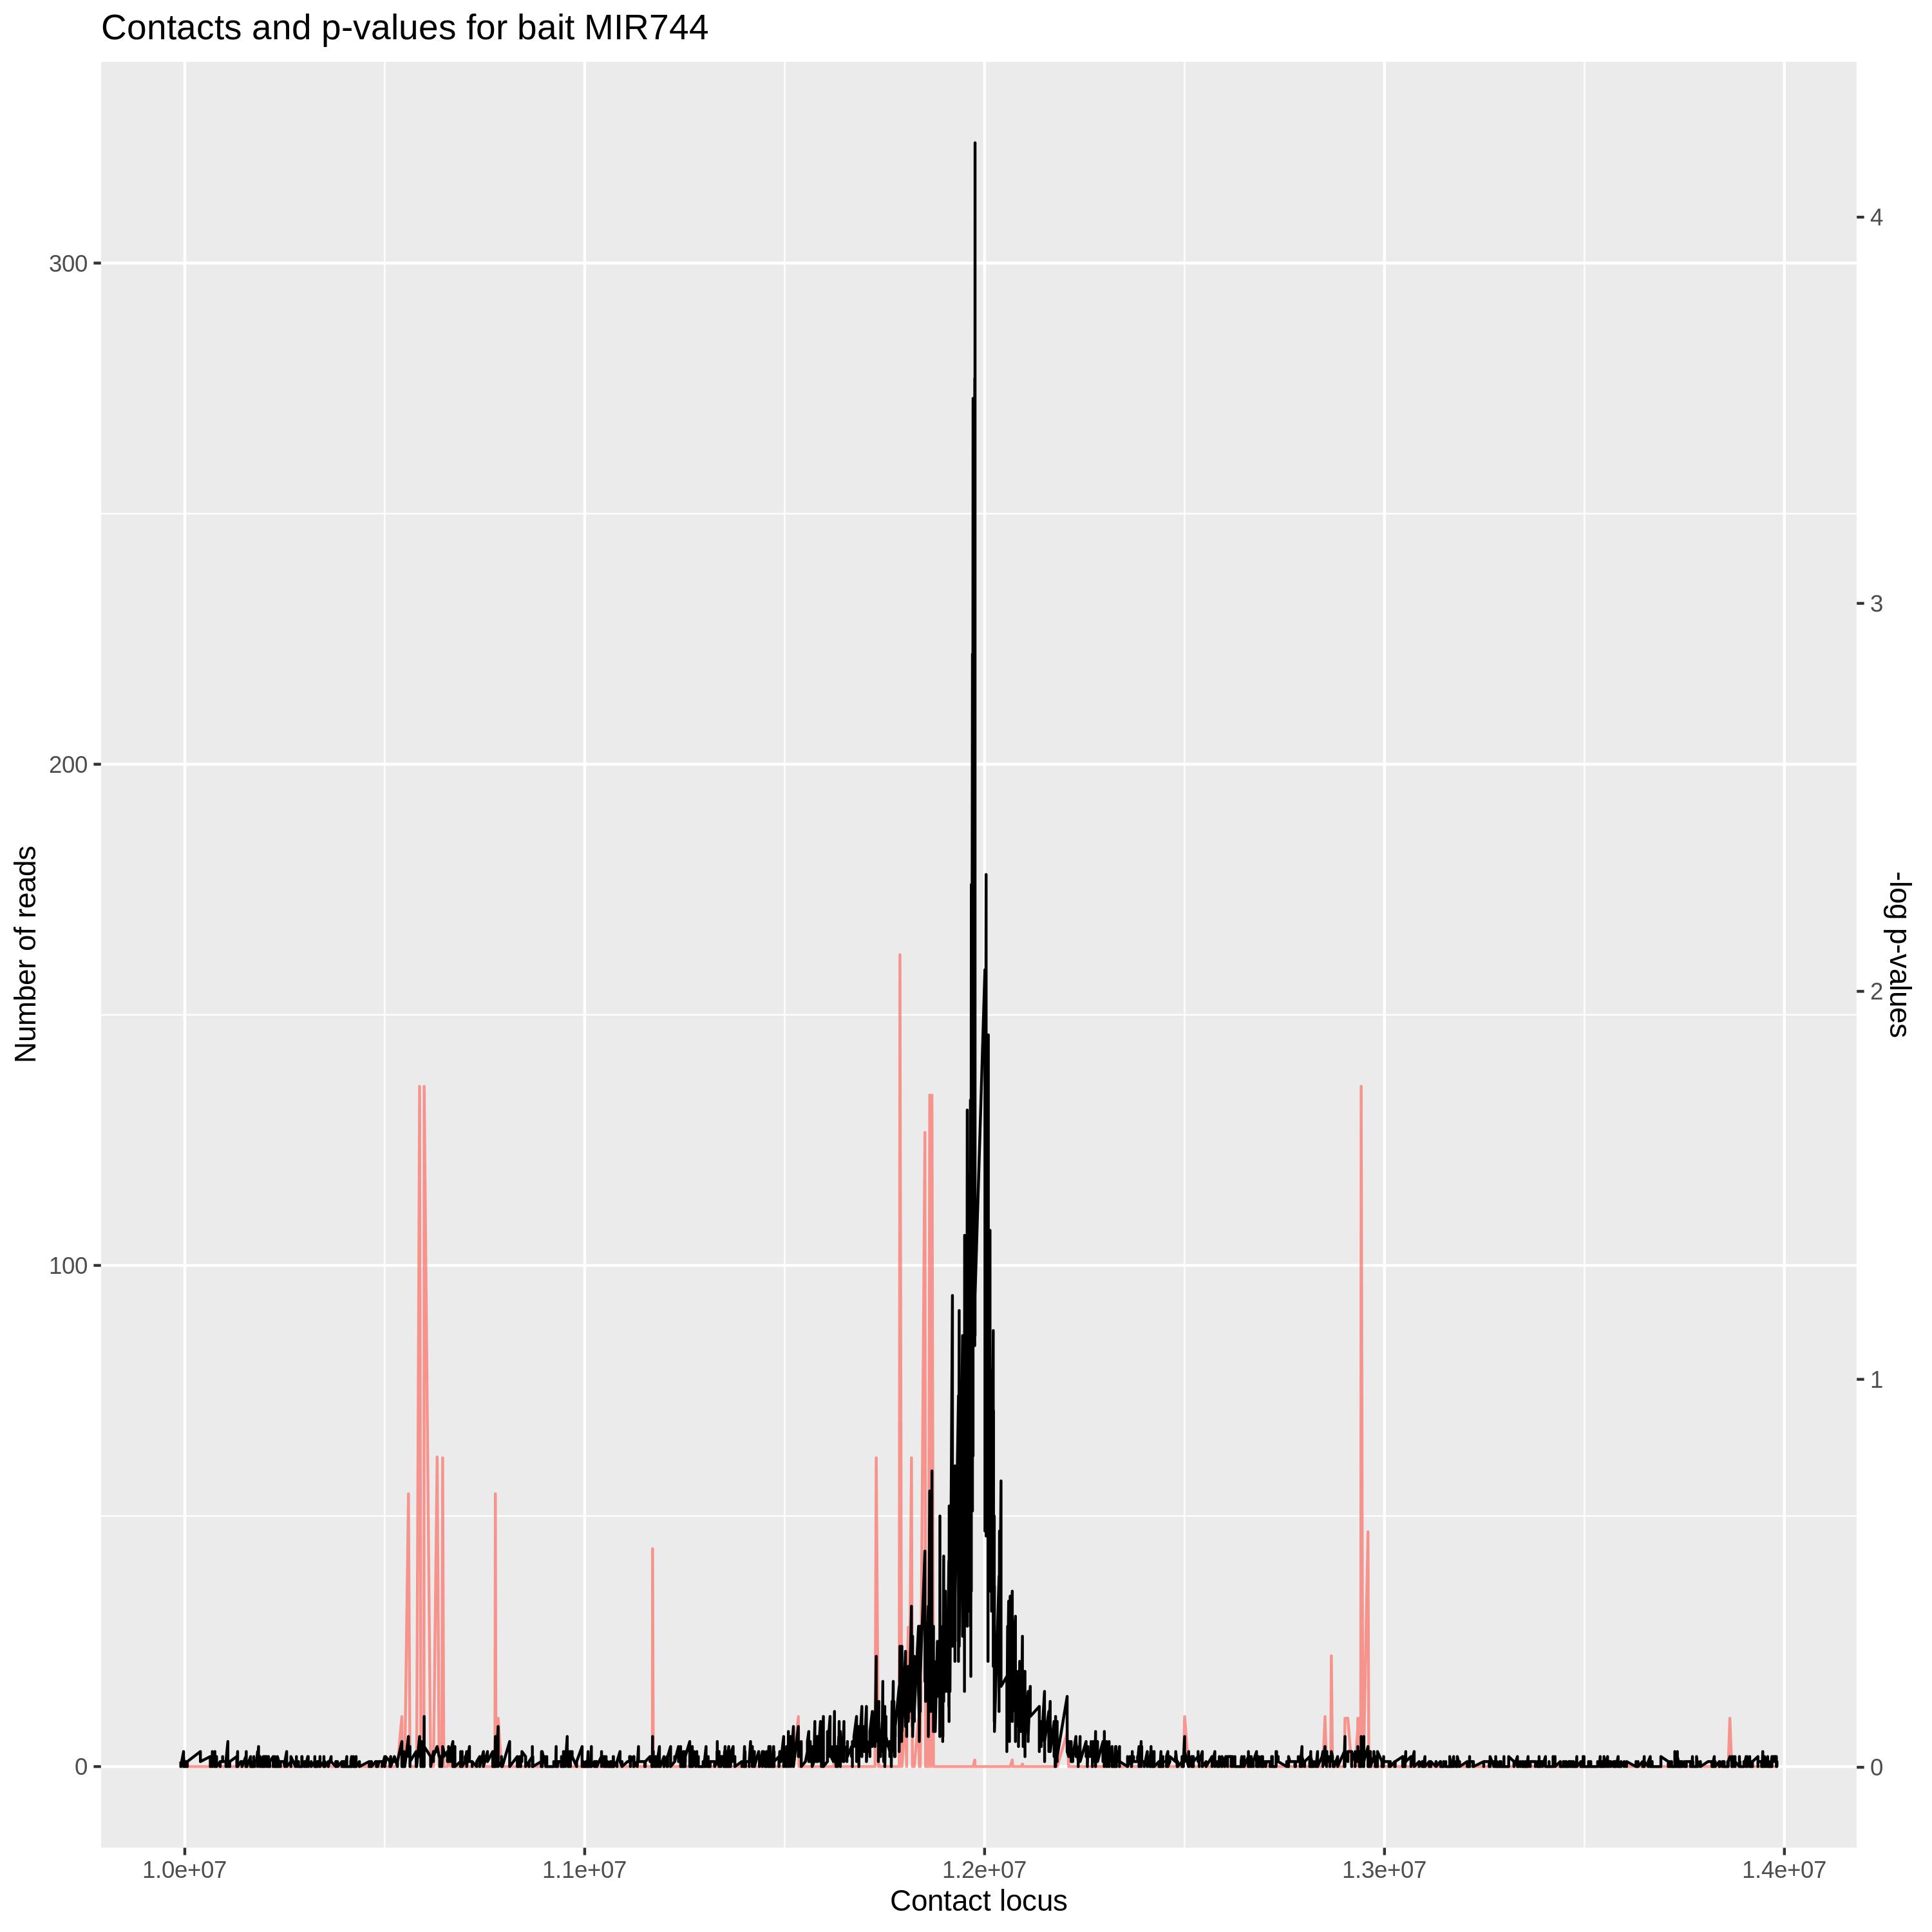 Contacts and p-values for bait MIR744
300
200
100
0
Number of reads
4
3
2
1
0
-log p-values
1.0e+07 1.1e+07 1.2e+07 1.3e+07 1.4e+07
Contact locus